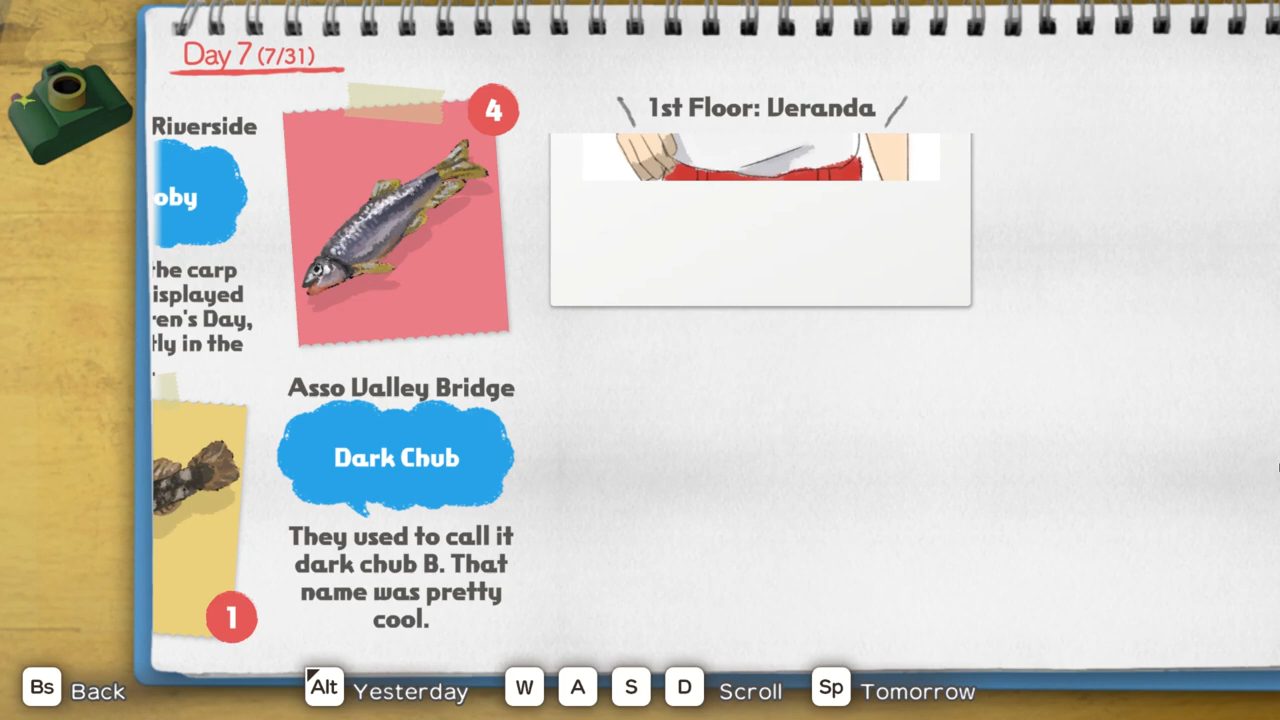 Day 7 (7/31)
Riverside
oby
the carp
isplayed
ren's Day,
tly in the
.
1
4
Asso Valley Bridge
Dark Chub
They used to call it
dark chub B. That
name was pretty
cool.
1st Floor: Veranda
Bs Back
Alt Yesterday
W A S D Scroll
Sp Tomorrow